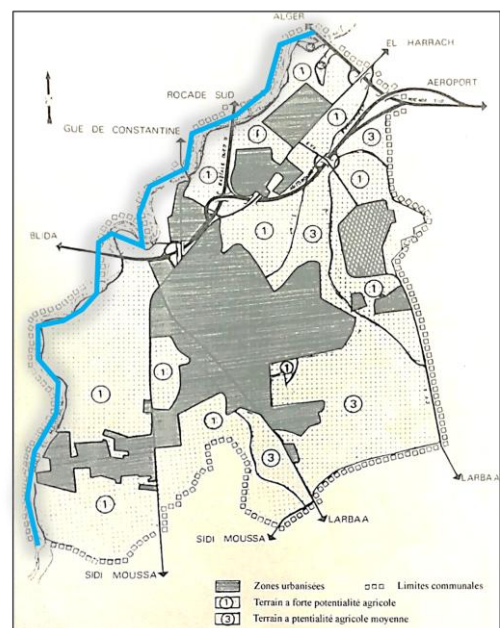 ALGER
EL HARRACH
AEROPORT
ROCADE SUD
GUE DE CONSTANTINE
BLIDA
1
1
1
3
1
1
3
1
1
1
1
1
3
1
3
1
LARBAA
LARBAA
SIDI MOUSSA
SIDI MOUSSA
Zones urbanisées
Limites communales
1 Terrain a forte potentialité agricole
3 Terrain a ptentialité agricole moyenne